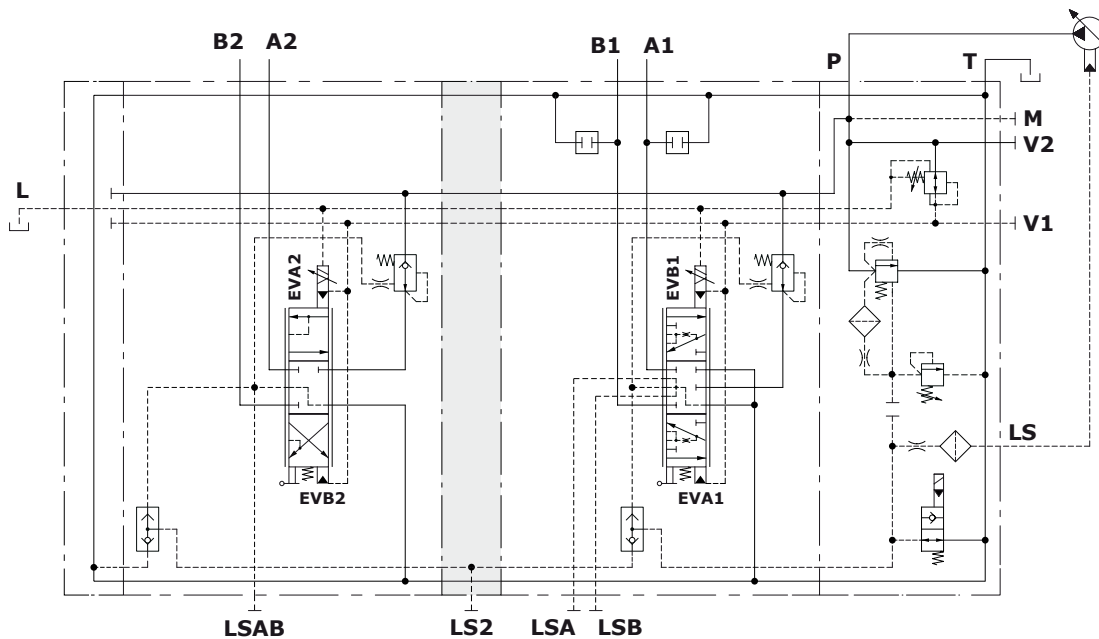 B2 A2 B1 A1 P T
M
V2
L
V1
EVA2
EVB1
LS
EVB2 EVA1
LSAB LS2 LSA LSB